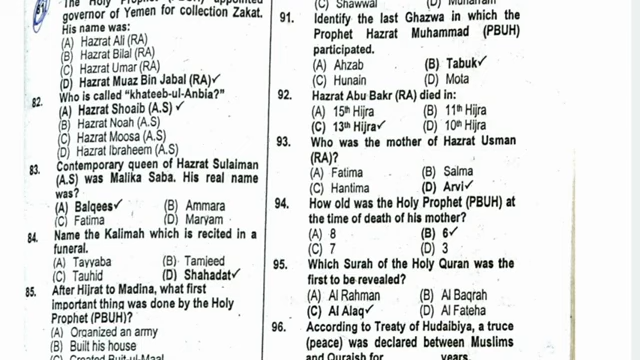 The Holy Prophet (PBUH) appointed
governor of Yemen for collection Zakat.
His name was:
(A) Hazrat Ali (RA)
(B) Hazrat Bilal (RA)
(C) Hazrat Umar (RA)
(D) Hazrat Muaz Bin Jabal (RA)✓
82. Who is called "khateeb-ul-Anbia?"
(A) Hazrat Shoaib (A.S) ✓
(B) Hazrat Noah (A.S)
(C) Hazrat Moosa (A.S)
(D) Hazrat Ibraheem (A.S)
83. Contemporary queen of Hazrat Sulaiman
(A.S) was Malika Saba. His real name
was?
(A) Balqees✓ (B) Ammara
(C) Fatima (D) Maryam
84. Name the Kalimah which is recited in a
funeral.
(A) Tayyaba (B) Tamjeed
(C) Tauhid (D) Shahadat✓
85. After Hijrat to Madina, what first
important thing was done by the Holy
Prophet (PBUH)?
(A) Organized an army
(B) Built his house
(C) Created Buit-ul-Maal
(C) Shawwal (D) Muharram
91. Identify the last Ghazwa in which the
Prophet Hazrat Muhammad (PBUH)
participated.
(A) Ahzab (B) Tabuk✓
(C) Hunain (D) Mota
92. Hazrat Abu Bakr (RA) died in:
(A) 15th Hijra (B) 11th Hijra
(C) 13th Hijra✓ (D) 10th Hijra
93. Who was the mother of Hazrat Usman
(RA)?
(A) Fatima (B) Salma
(C) Hantima (D) Arvi✓
94. How old was the Holy Prophet (PBUH) at
the time of death of his mother?
(A) 8 (B) 6✓
(C) 7 (D) 3
95. Which Surah of the Holy Quran was the
first to be revealed?
(A) Al Rahman (B) Al Baqrah
(C) Al Alaq✓ (D) Al Fateha
96. According to Treaty of Hudaibiya, a truce
(peace) was declared between Muslims
and Quraish for ______ years.